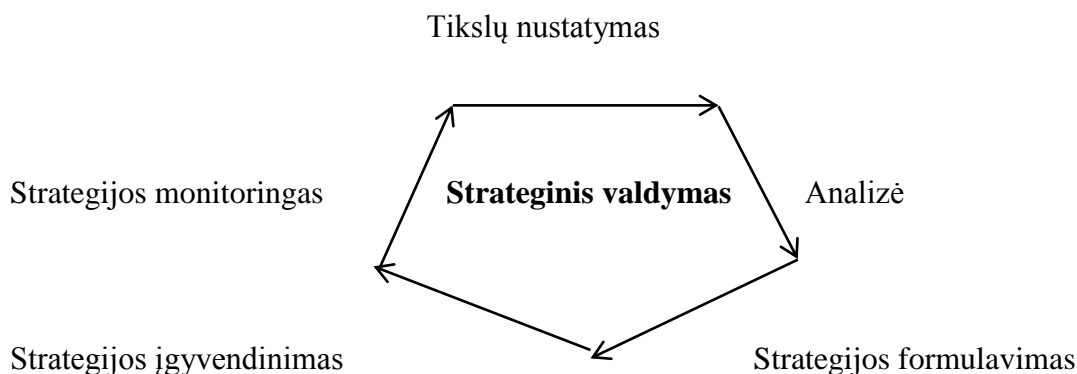 Tikslų nustatymas
Strategijos monitoringas
Strateginis valdymas
Analizė
Strategijos įgyvendinimas
Strategijos formulavimas